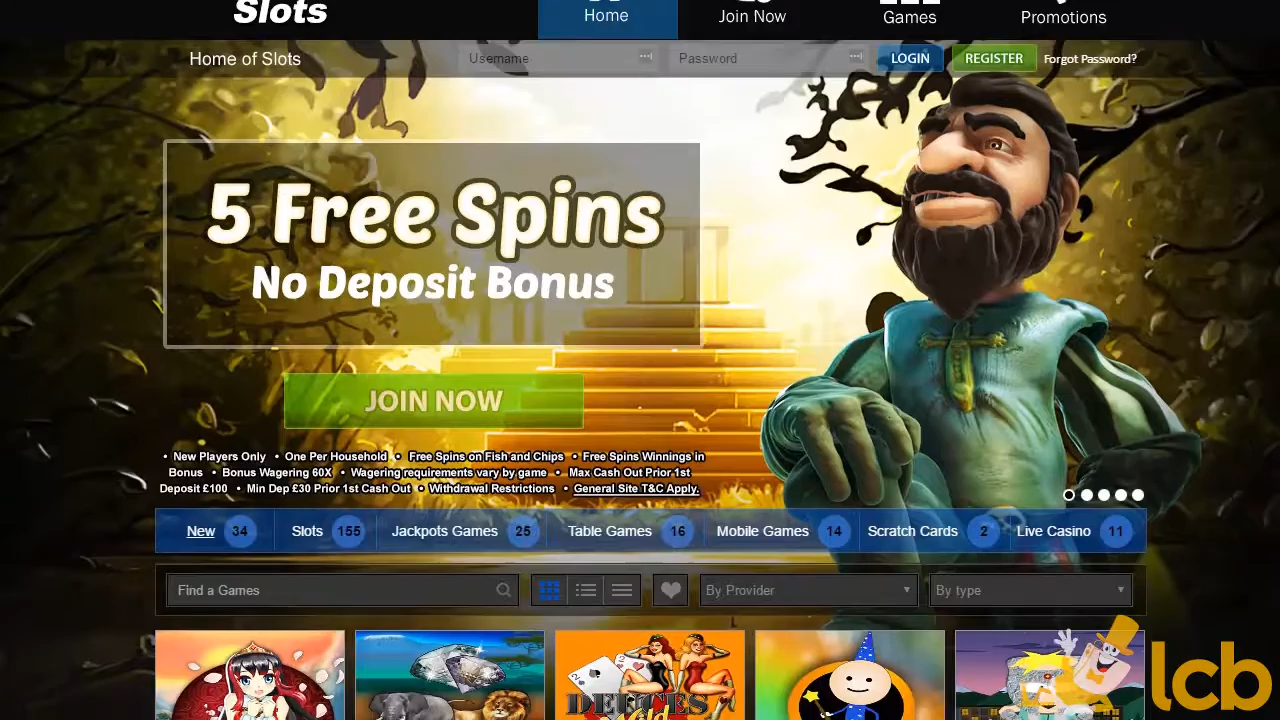 Slots
Home
Join Now
Games
Promotions
Home of Slots
Username
Password
LOGIN
REGISTER
Forgot Password?
5 Free Spins
No Deposit Bonus
JOIN NOW
• New Players Only • One Per Household • Free Spins on Fish and Chips • Free Spins Winnings in
Bonus • Bonus Wagering 60X • Wagering requirements vary by game • Max Cash Out Prior 1st
Deposit £100 • Min Dep £30 Prior 1st Cash Out • Withdrawal Restrictions • General Site T&C Apply.
New 34
Slots 155
Jackpots Games 25
Table Games 16
Mobile Games 14
Scratch Cards 2
Live Casino 11
Find a Games
By Provider
By type
DEUCES
Wild
lcb